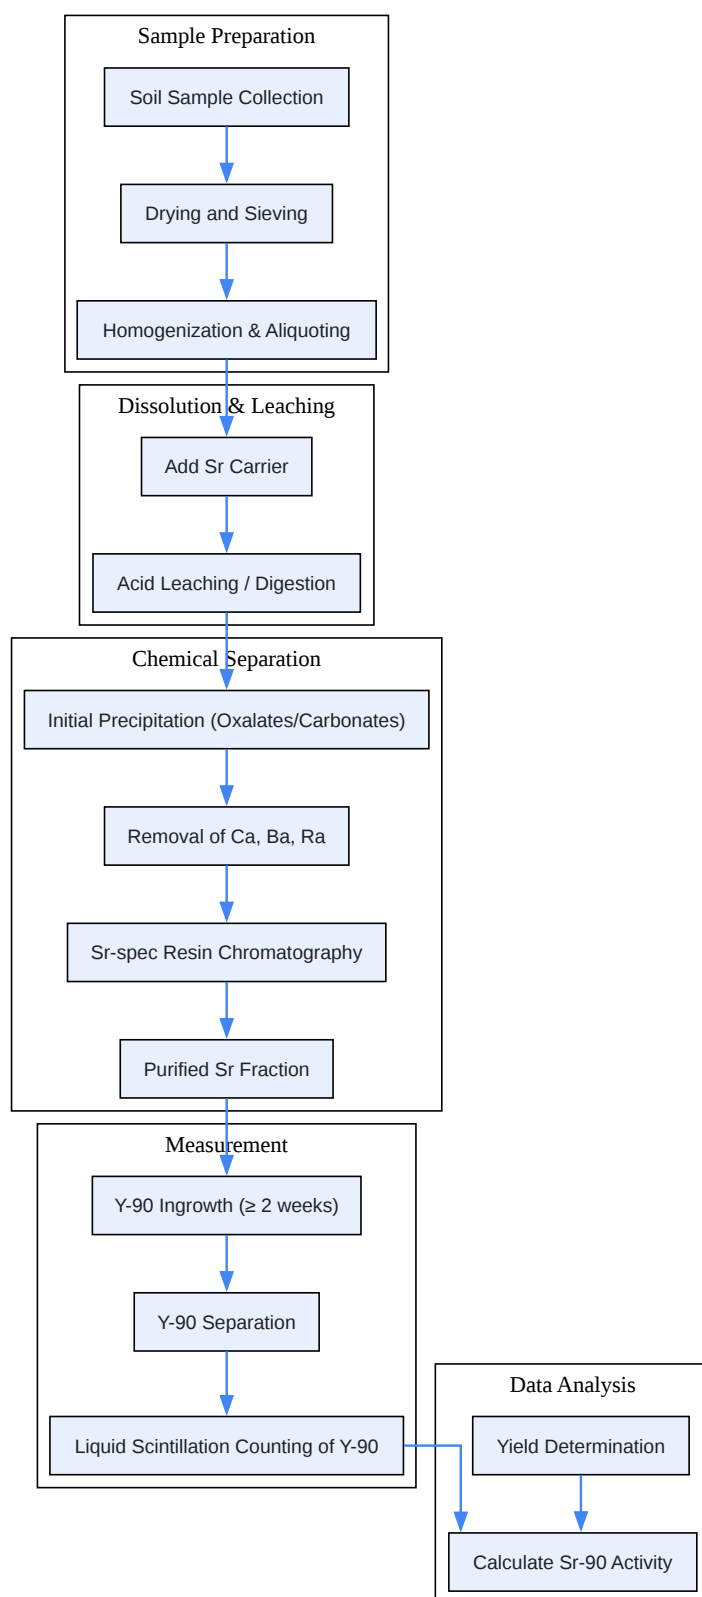 Sample Preparation
Soil Sample Collection
Drying and Sieving
Homogenization & Aliquoting
Dissolution & Leaching
Add Sr Carrier
Acid Leaching / Digestion
Chemical Separation
Initial Precipitation (Oxalates/Carbonates)
Removal of Ca, Ba, Ra
Sr-spec Resin Chromatography
Purified Sr Fraction
Measurement
Y-90 Ingrowth (≥ 2 weeks)
Y-90 Separation
Liquid Scintillation Counting of Y-90
Data Analysis
Yield Determination
Calculate Sr-90 Activity